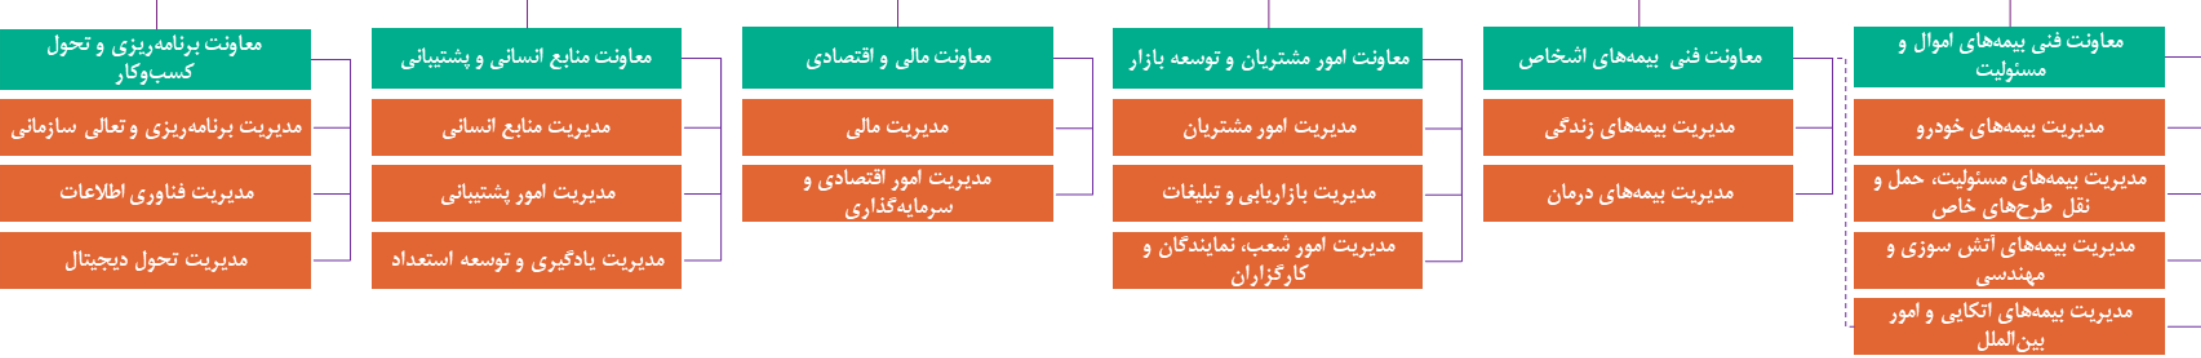 معاونت فنی بیمه‌های اموال و
مسئولیت
مدیریت بیمه‌های خودرو
مدیریت بیمه‌های مسئولیت، حمل و
نقل طرح‌های خاص
مدیریت بیمه‌های آتش سوزی و
مهندسی
مدیریت بیمه‌های اتکایی و امور
بین‌الملل
معاونت فنی بیمه‌های اشخاص
مدیریت بیمه‌های زندگی
مدیریت بیمه‌های درمان
معاونت امور مشتریان و توسعه بازار
مدیریت امور مشتریان
مدیریت بازاریابی و تبلیغات
مدیریت امور شعب، نمایندگان و
کارگزاران
معاونت مالی و اقتصادی
مدیریت مالی
مدیریت امور اقتصادی و
سرمایه‌گذاری
معاونت منابع انسانی و پشتیبانی
مدیریت منابع انسانی
مدیریت امور پشتیبانی
مدیریت یادگیری و توسعه استعداد
معاونت برنامه‌ریزی و تحول
کسب‌وکار
مدیریت برنامه‌ریزی و تعالی سازمانی
مدیریت فناوری اطلاعات
مدیریت تحول دیجیتال